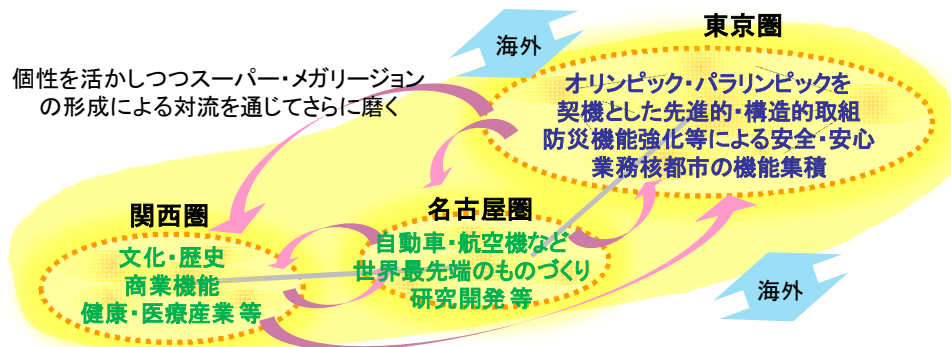 東京圏
海外
個性を活かしつつスーパー・メガリージョン
の形成による対流を通じてさらに磨く
オリンピック・パラリンピックを
契機とした先進的・構造的取組
防災機能強化等による安全・安心
業務核都市の機能集積
関西圏
文化・歴史
商業機能
健康・医療産業等
名古屋圏
自動車・航空機など
世界最先端のものづくり
研究開発等
海外